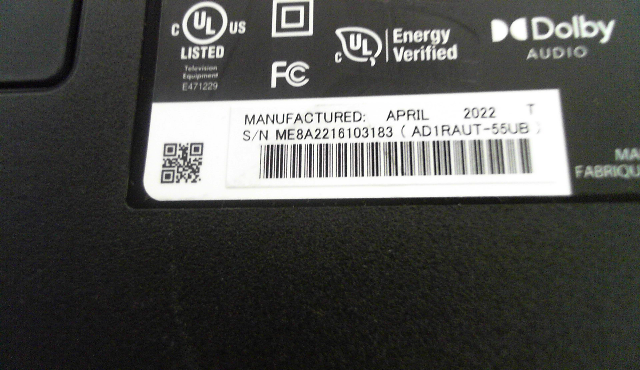 c UL US
LISTED
Television
Equipment
E471229
FC
c UL
Energy
Verified
Dolby
AUDIO
MANUFACTURED: APRIL 2022 T
S/N ME8A2216103183 ( AD1RAUT-55UB )
MA
FABRIQU